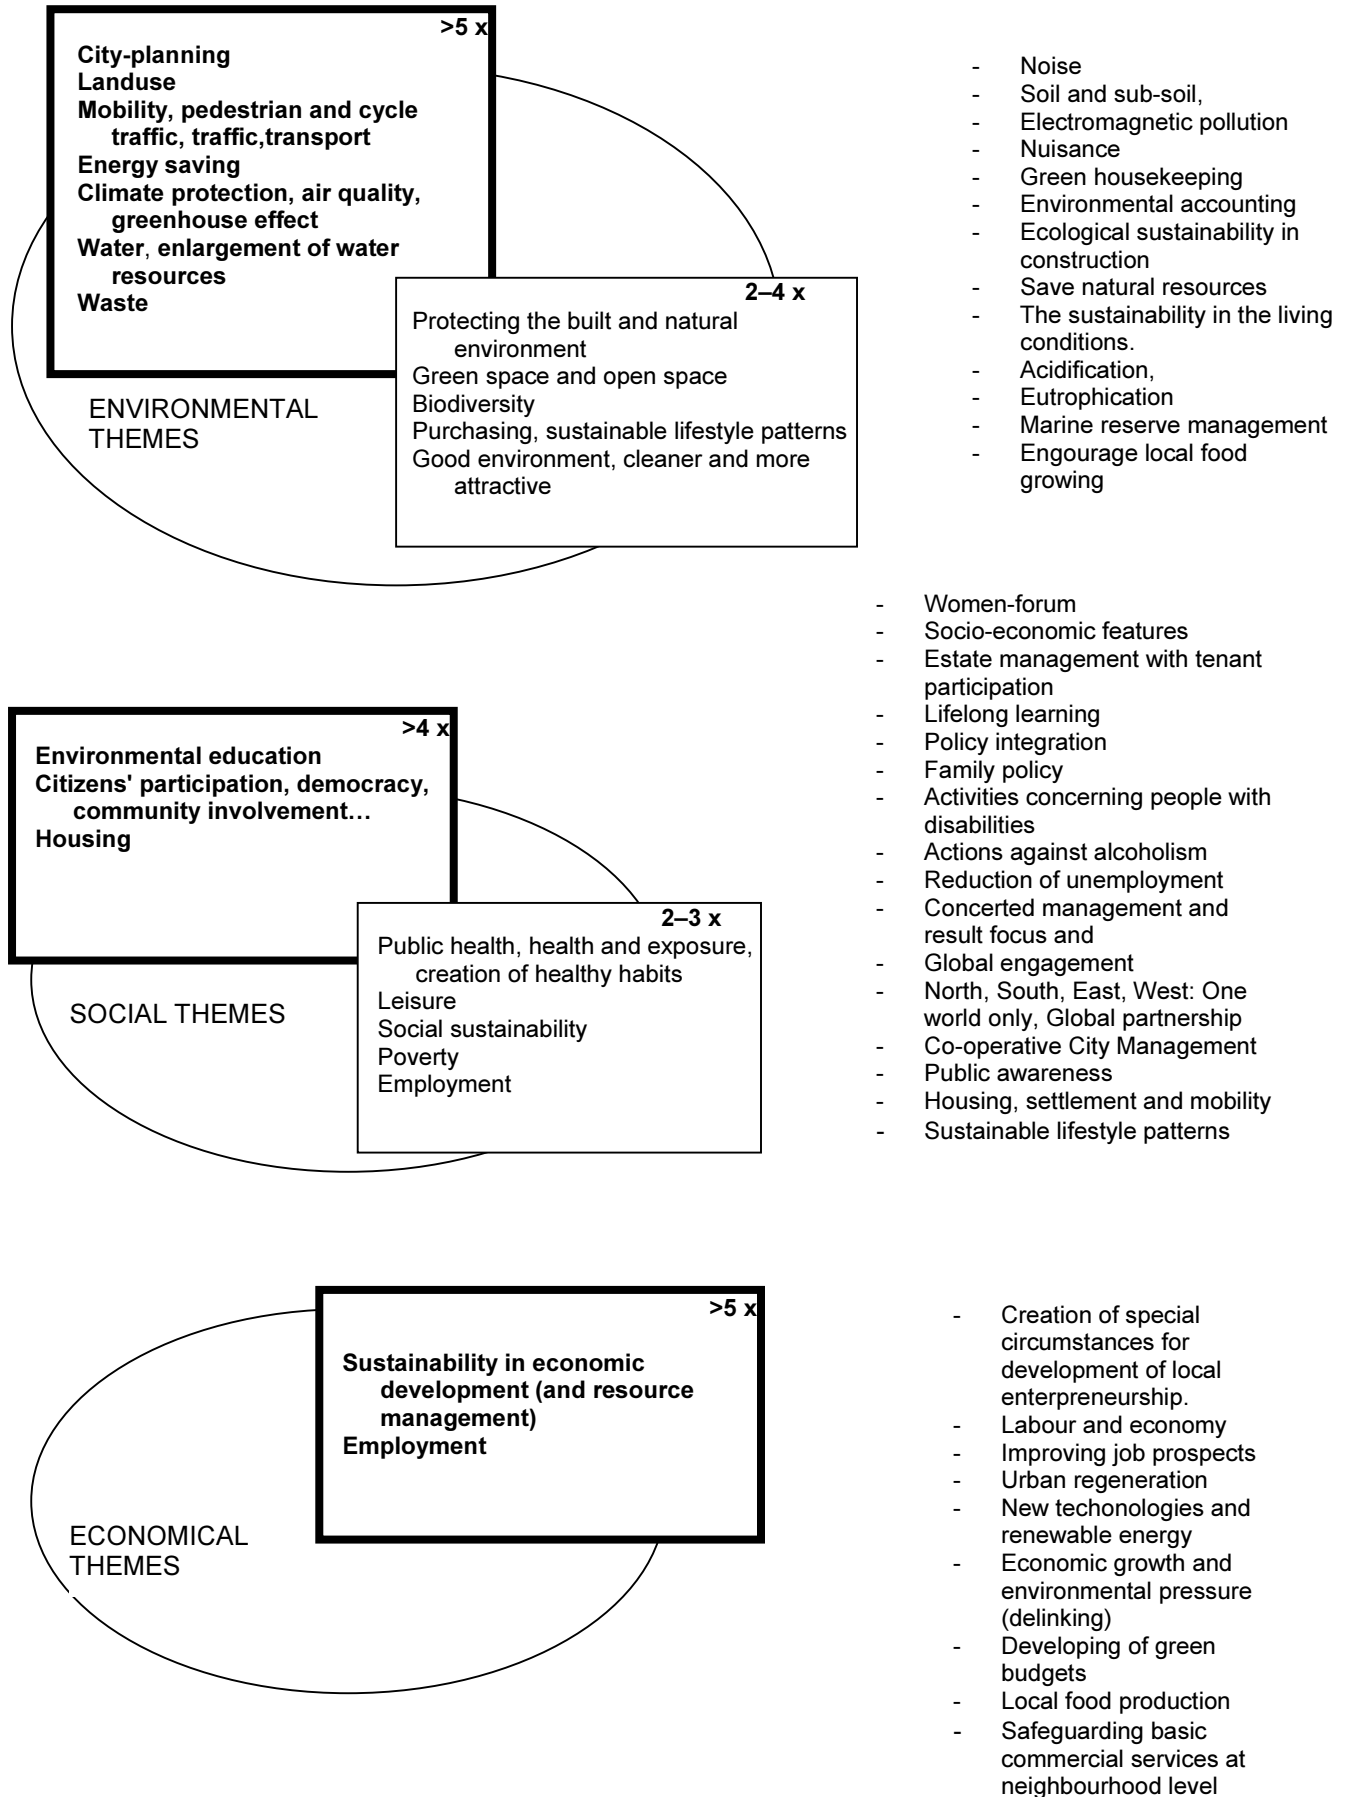 >5 x
City-planning
Landuse
Mobility, pedestrian and cycle
traffic, traffic,transport
Energy saving
Climate protection, air quality,
greenhouse effect
Water, enlargement of water
resources
Waste
ENVIRONMENTAL
THEMES
2–4 x
Protecting the built and natural
environment
Green space and open space
Biodiversity
Purchasing, sustainable lifestyle patterns
Good environment, cleaner and more
attractive
- Noise
- Soil and sub-soil,
- Electromagnetic pollution
- Nuisance
- Green housekeeping
- Environmental accounting
- Ecological sustainability in
construction
- Save natural resources
- The sustainability in the living
conditions.
- Acidification,
- Eutrophication
- Marine reserve management
- Engourage local food
growing
>4 x
Environmental education
Citizens' participation, democracy,
community involvement…
Housing
SOCIAL THEMES
2–3 x
Public health, health and exposure,
creation of healthy habits
Leisure
Social sustainability
Poverty
Employment
- Women-forum
- Socio-economic features
- Estate management with tenant
participation
- Lifelong learning
- Policy integration
- Family policy
- Activities concerning people with
disabilities
- Actions against alcoholism
- Reduction of unemployment
- Concerted management and
result focus and
- Global engagement
- North, South, East, West: One
world only, Global partnership
- Co-operative City Management
- Public awareness
- Housing, settlement and mobility
- Sustainable lifestyle patterns
>5 x
Sustainability in economic
development (and resource
management)
Employment
ECONOMICAL
THEMES
- Creation of special
circumstances for
development of local
enterpreneurship.
- Labour and economy
- Improving job prospects
- Urban regeneration
- New techonologies and
renewable energy
- Economic growth and
environmental pressure
(delinking)
- Developing of green
budgets
- Local food production
- Safeguarding basic
commercial services at
neighbourhood level